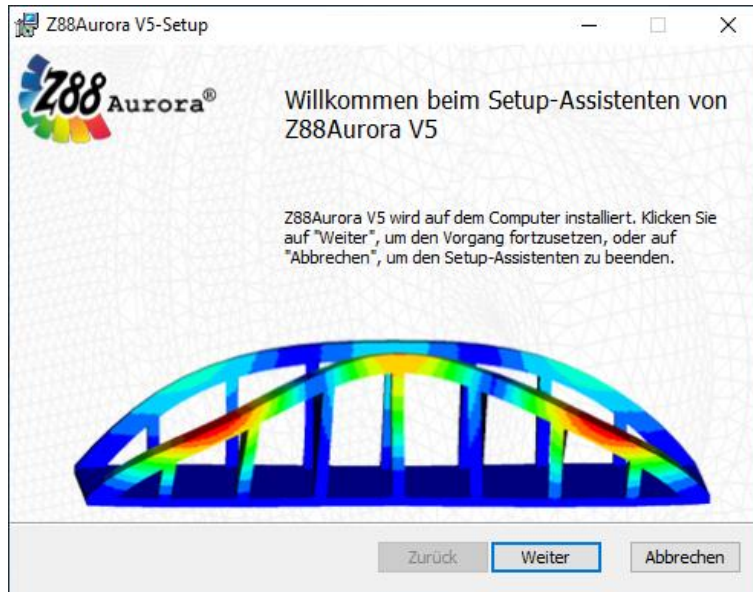 Z88Aurora V5-Setup
Z88 Aurora®
Willkommen beim Setup-Assistenten von
Z88Aurora V5
Z88Aurora V5 wird auf dem Computer installiert. Klicken Sie
auf "Weiter", um den Vorgang fortzusetzen, oder auf
"Abbrechen", um den Setup-Assistenten zu beenden.
Zurück Weiter Abbrechen